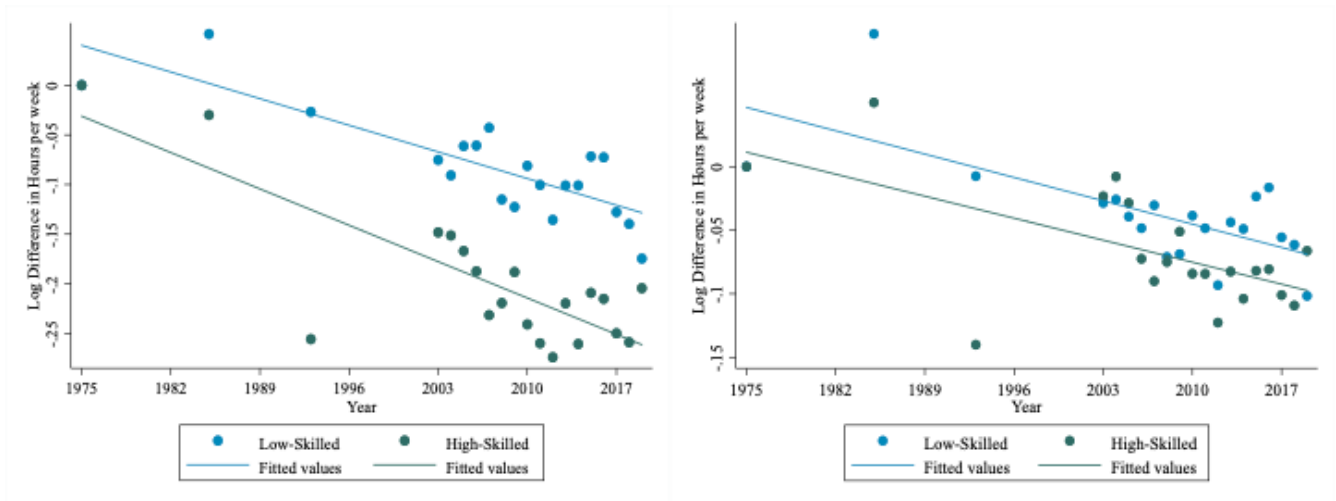 Log Difference in Hours per week
0
-.05
-.1
-.15
-.2
-.25
1975 1982 1989 1996 2003 2010 2017
Year
Low-Skilled High-Skilled
Fitted values Fitted values
Log Difference in Hours per week
0
-.05
-.1
-.15
1975 1982 1989 1996 2003 2010 2017
Year
Low-Skilled High-Skilled
Fitted values Fitted values